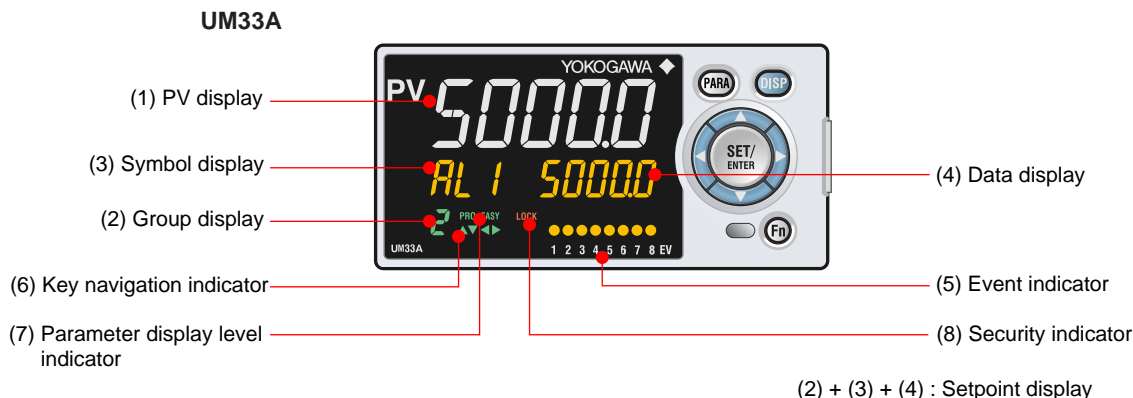 UM33A
YOKOGAWA
PV 5000.0
PARA DISP
(1) PV display
SET/
ENTER
(3) Symbol display
AL1 5000.0
(4) Data display
(2) Group display
2 PRO EASY LOCK
Fn
UM33A
1 2 3 4 5 6 7 8 EV
(6) Key navigation indicator
(5) Event indicator
(7) Parameter display level
indicator
(8) Security indicator
(2) + (3) + (4) : Setpoint display